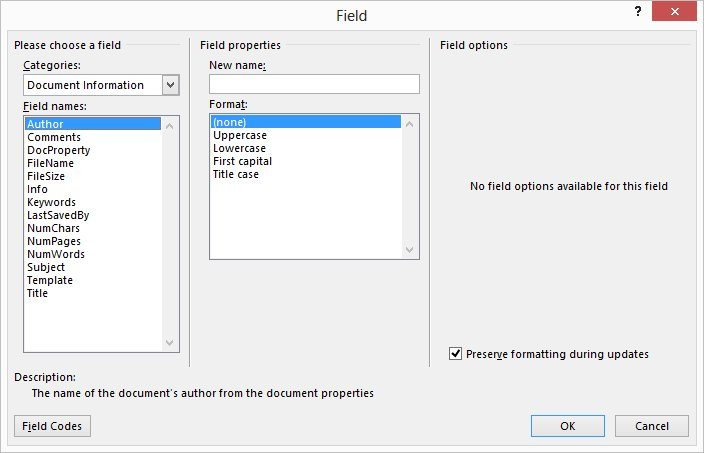 Field
?
Please choose a field
Categories:
Document Information
Field names:
Author
Comments
DocProperty
FileName
FileSize
Info
Keywords
LastSavedBy
NumChars
NumPages
NumWords
Subject
Template
Title
Field properties
New name:
Format:
(none)
Uppercase
Lowercase
First capital
Title case
Field options
No field options available for this field
Preserve formatting during updates
Description:
The name of the document's author from the document properties
Field Codes
OK
Cancel